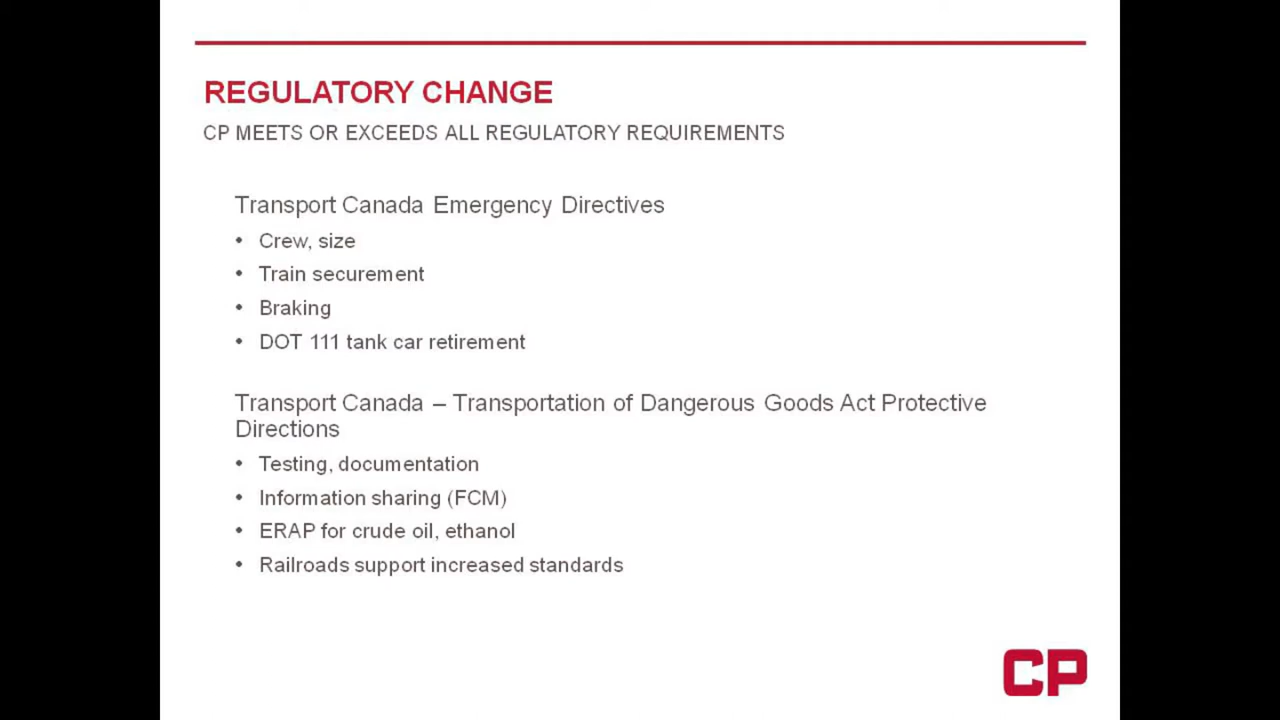 REGULATORY CHANGE
CP MEETS OR EXCEEDS ALL REGULATORY REQUIREMENTS
Transport Canada Emergency Directives
• Crew, size
• Train securement
• Braking
• DOT 111 tank car retirement
Transport Canada – Transportation of Dangerous Goods Act Protective
Directions
• Testing, documentation
• Information sharing (FCM)
• ERAP for crude oil, ethanol
• Railroads support increased standards
CP